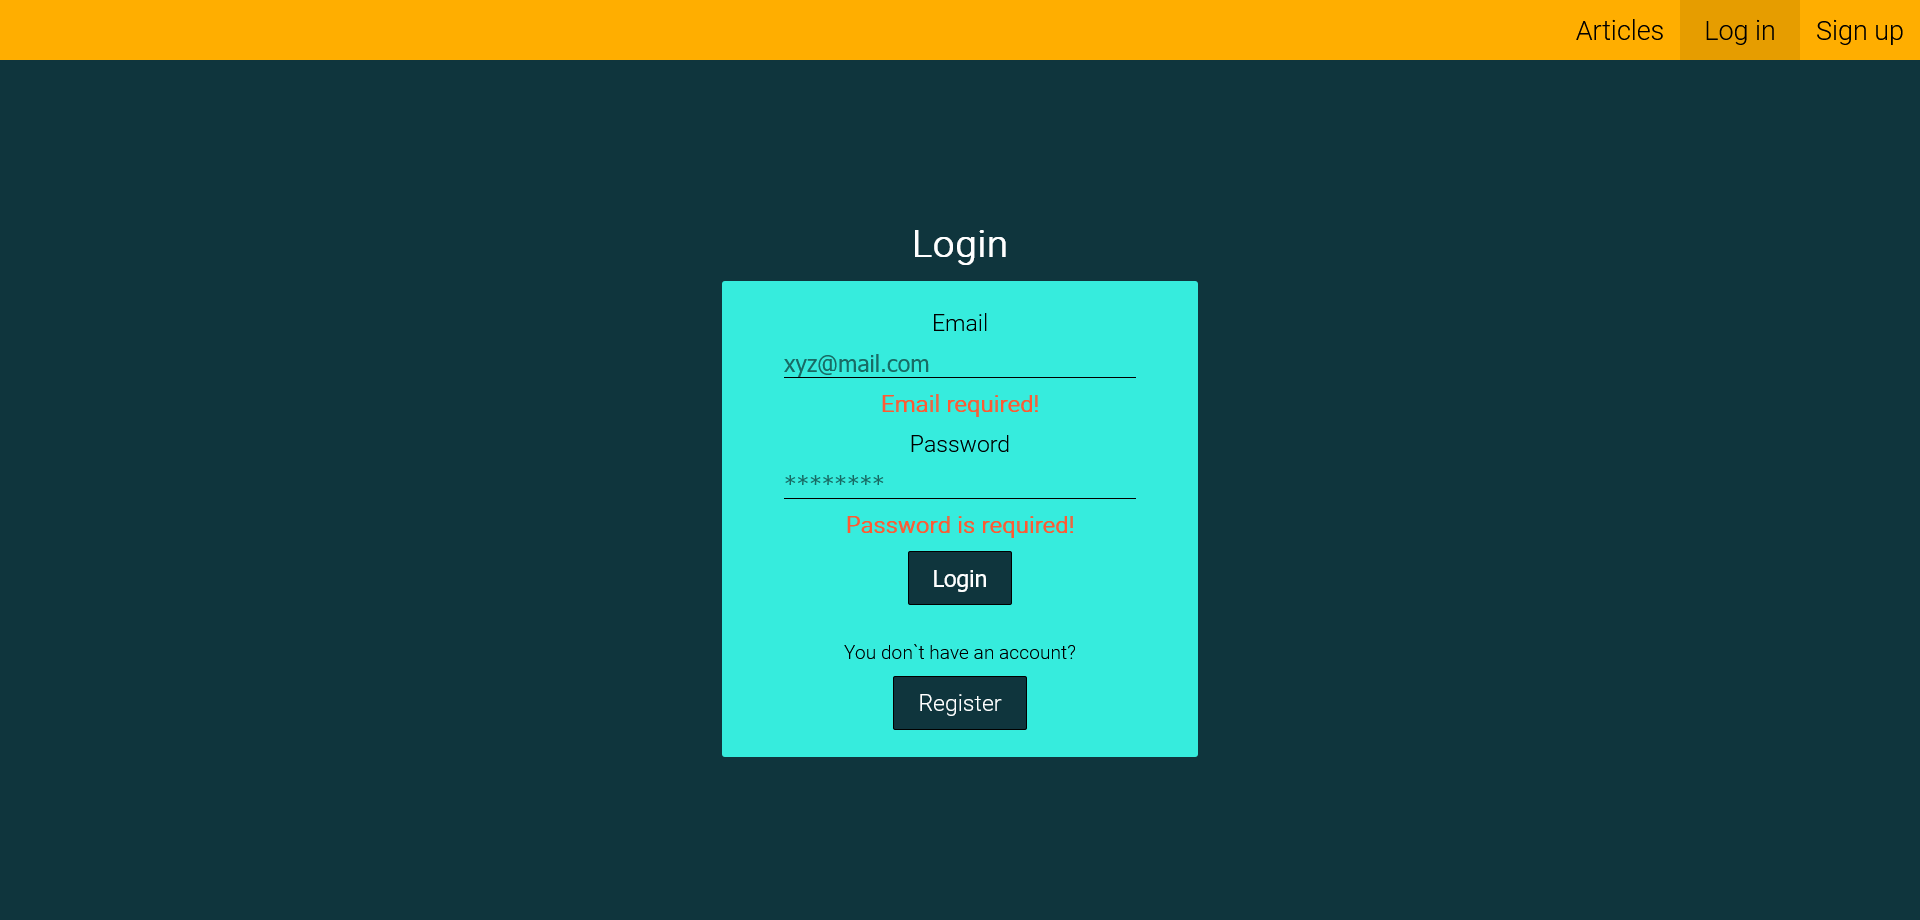 Articles Log in Sign up
Login
Email
xyz@mail.com
Email required!
Password
********
Password is required!
Login
You don`t have an account?
Register